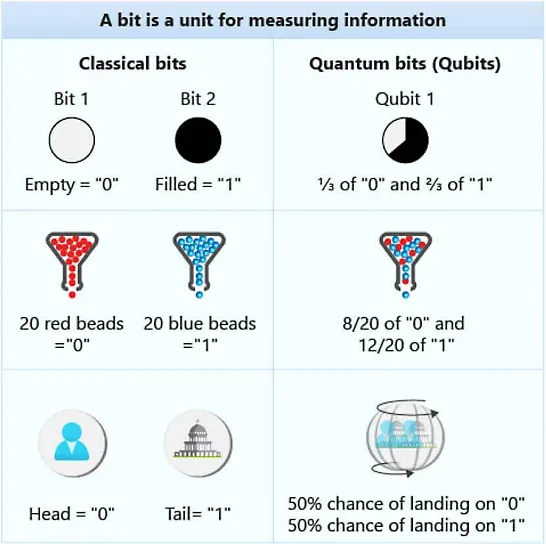 A bit is a unit for measuring information
Classical bits
Quantum bits (Qubits)
Bit 1
Bit 2
Qubit 1
Empty = "0"
Filled = "1"
⅓ of "0" and ⅔ of "1"
20 red beads
="0"
20 blue beads
="1"
8/20 of "0" and
12/20 of "1"
Head = "0"
Tail= "1"
50% chance of landing on "0"
50% chance of landing on "1"